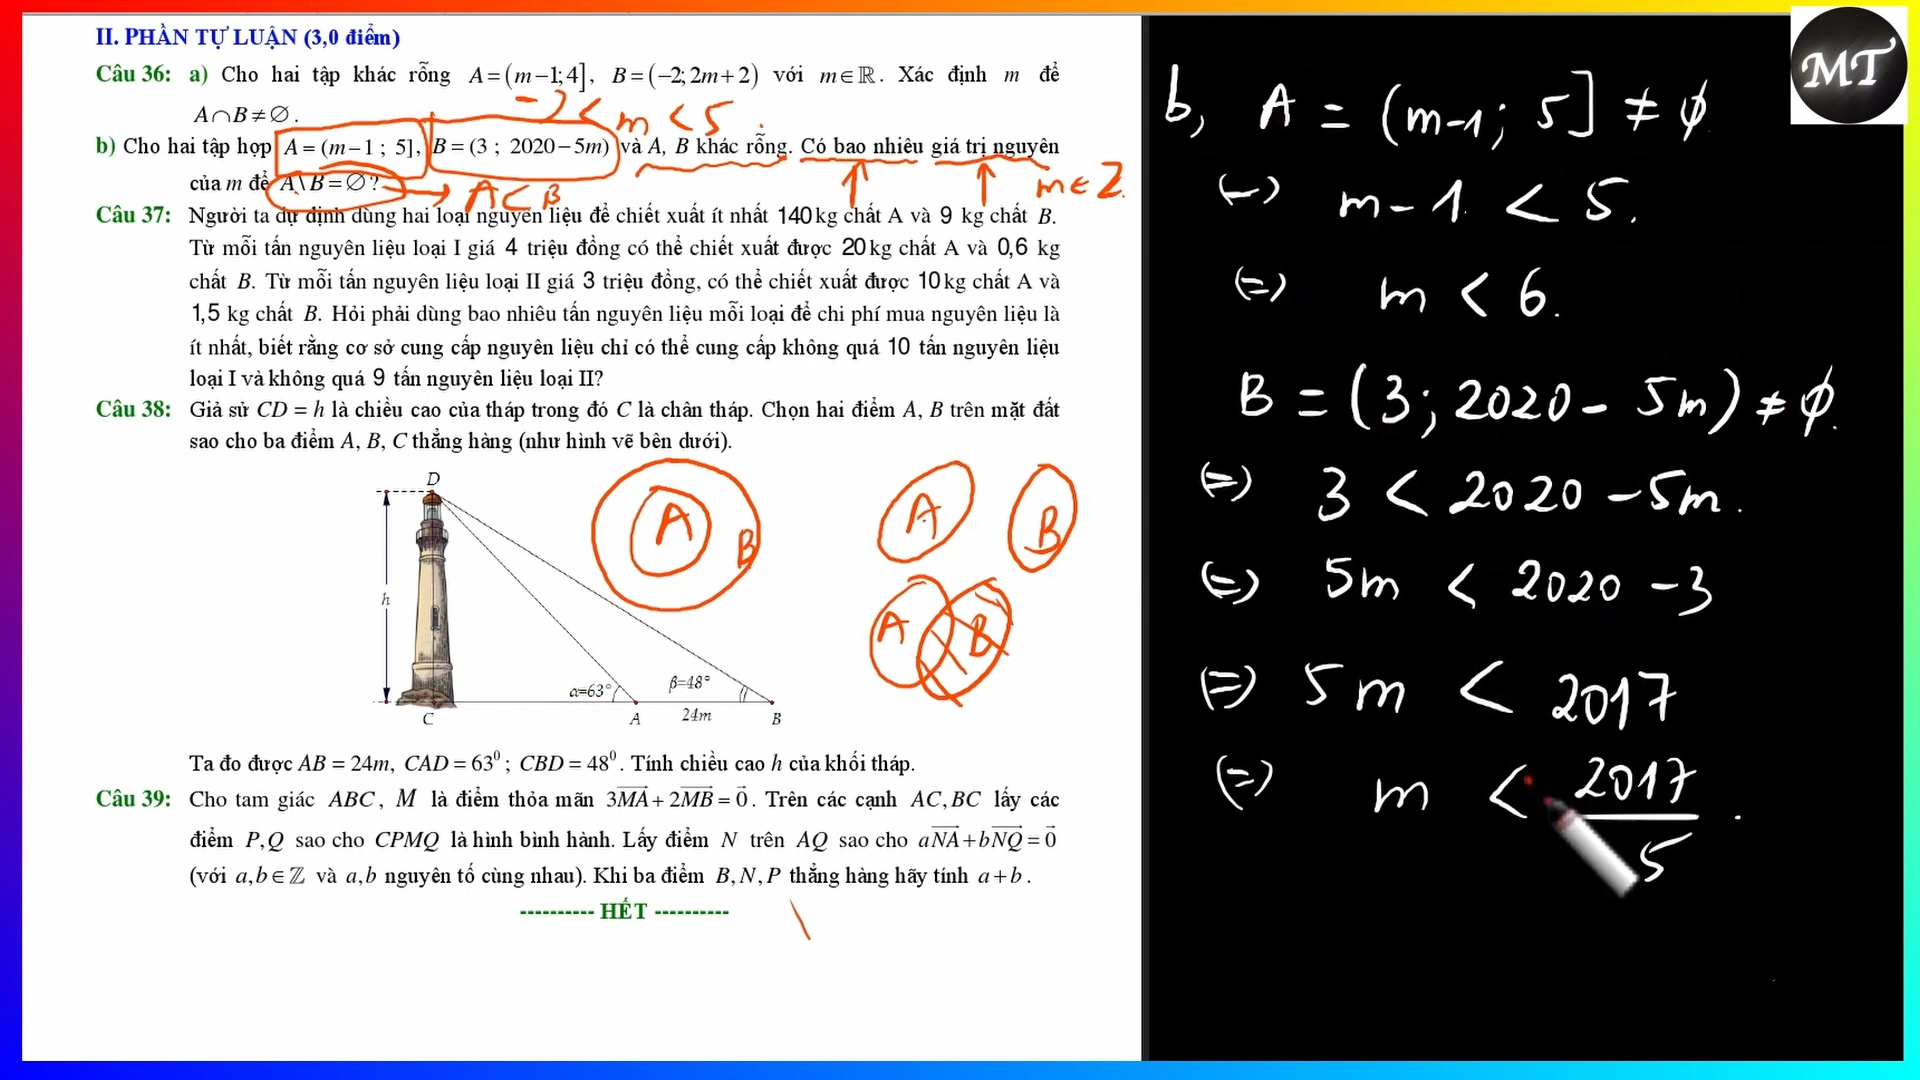 II. PHẦN TỰ LUẬN (3,0 điểm)
Câu 36: a) Cho hai tập khác rỗng A=(m−1;4], B=(−2;2m+2) với m∈ℝ. Xác định m để
A∩B≠∅.
−2 < m < 5
b) Cho hai tập hợp A=(m−1 ; 5], B=(3 ; 2020−5m) và A, B khác rỗng. Có bao nhiêu giá trị nguyên
của m để A\B=∅?
A ⊂ B
m ∈ Z
Câu 37: Người ta dự định dùng hai loại nguyên liệu để chiết xuất ít nhất 140kg chất A và 9 kg chất B.
Từ mỗi tấn nguyên liệu loại I giá 4 triệu đồng có thể chiết xuất được 20kg chất A và 0,6 kg
chất B. Từ mỗi tấn nguyên liệu loại II giá 3 triệu đồng, có thể chiết xuất được 10kg chất A và
1,5 kg chất B. Hỏi phải dùng bao nhiêu tấn nguyên liệu mỗi loại để chi phí mua nguyên liệu là
ít nhất, biết rằng cơ sở cung cấp nguyên liệu chỉ có thể cung cấp không quá 10 tấn nguyên liệu
loại I và không quá 9 tấn nguyên liệu loại II?
Câu 38: Giả sử CD = h là chiều cao của tháp trong đó C là chân tháp. Chọn hai điểm A, B trên mặt đất
sao cho ba điểm A, B, C thẳng hàng (như hình vẽ bên dưới).
D
h
α=63°
β=48°
C
A
24m
B
A
B
A
B
A
B
Ta đo được AB = 24m, CAD = 63⁰ ; CBD = 48⁰. Tính chiều cao h của khối tháp.
Câu 39: Cho tam giác ABC, M là điểm thỏa mãn 3M͞A⃗+2M͞B⃗=0⃗. Trên các cạnh AC,BC lấy các
điểm P,Q sao cho CPMQ là hình bình hành. Lấy điểm N trên AQ sao cho aN͞A⃗+bN͞Q⃗=0⃗
(với a,b∈ℤ và a,b nguyên tố cùng nhau). Khi ba điểm B,N,P thẳng hàng hãy tính a+b.
---------- HẾT ----------
MT
b, A = (m-1; 5] ≠ ∅
(-) m-1 < 5.
(=) m < 6.
B = (3; 2020 - 5m) ≠ ∅.
(=) 3 < 2020 - 5m.
(=) 5m < 2020 - 3
(=) 5m < 2017
(=) m < 2017/5.